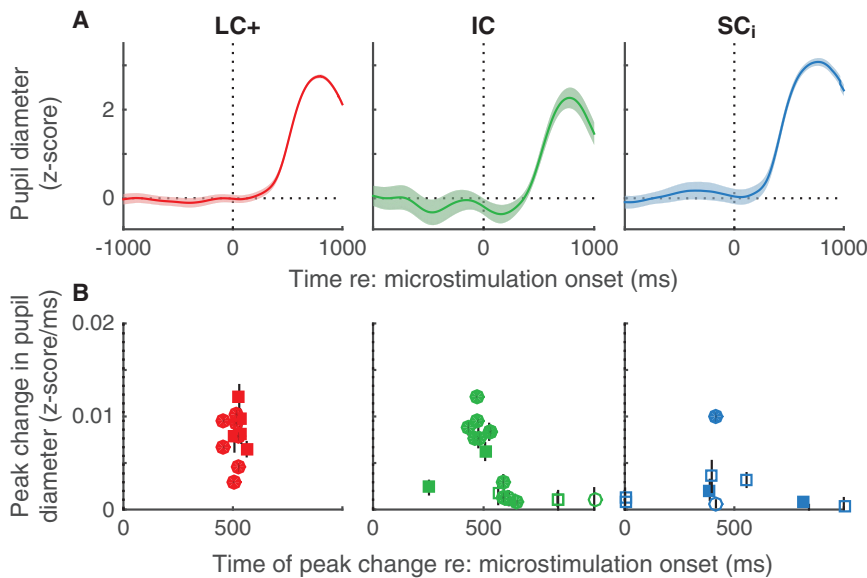 A
LC+ IC SCi
Pupil diameter
(z-score)
2
0
-1000 0 1000 0 1000 0 1000
Time re: microstimulation onset (ms)
B
Peak change in pupil
diameter (z-score/ms)
0.02
0.01
0
0 500 0 500 0 500
Time of peak change re: microstimulation onset (ms)